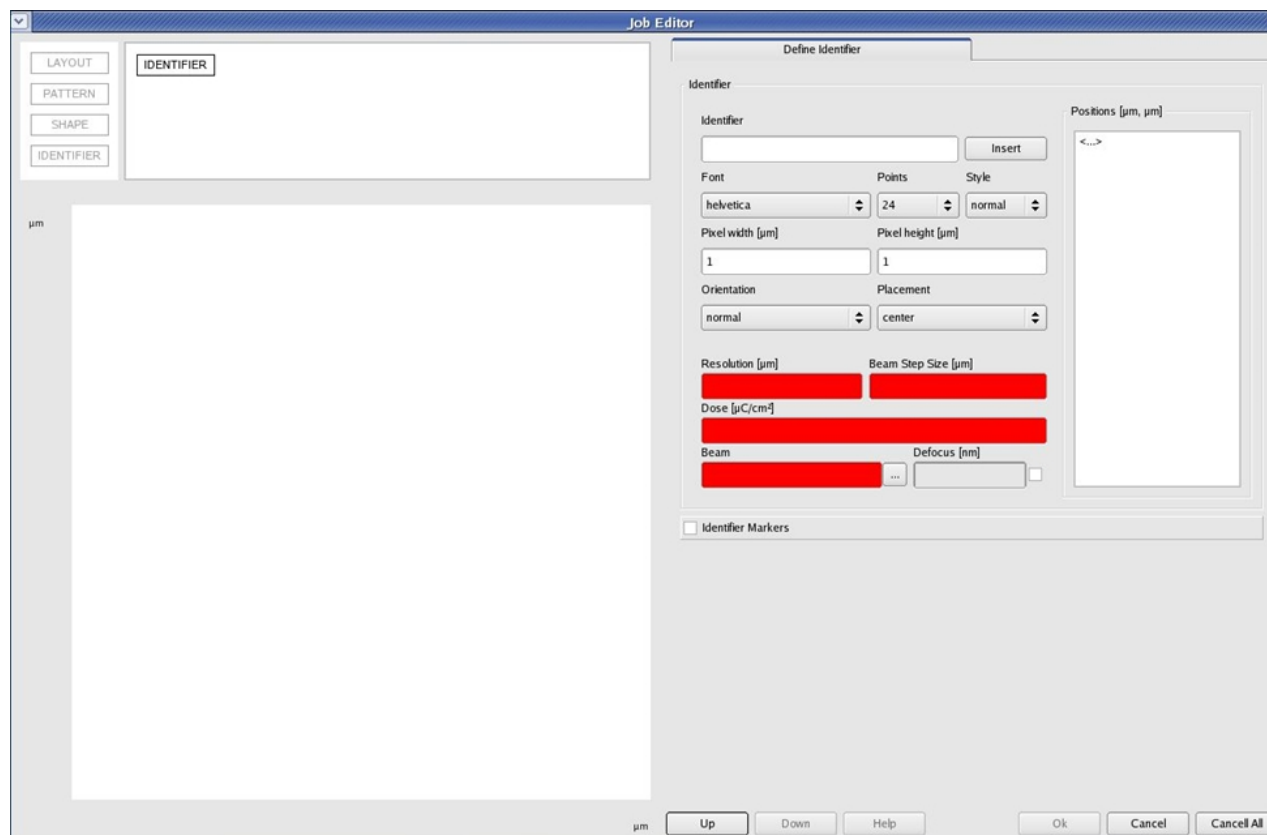 Job Editor
LAYOUT
PATTERN
SHAPE
IDENTIFIER
IDENTIFIER
µm
µm
Define Identifier
Identifier
Identifier
Insert
Font Points Style
helvetica 24 normal
Pixel width [µm] Pixel height [µm]
1 1
Orientation Placement
normal center
Resolution [µm] Beam Step Size [µm]
Dose [µC/cm²]
Beam Defocus [nm]
...
Positions [µm, µm]
<...>
Identifier Markers
Up Down Help Ok Cancel Cancell All